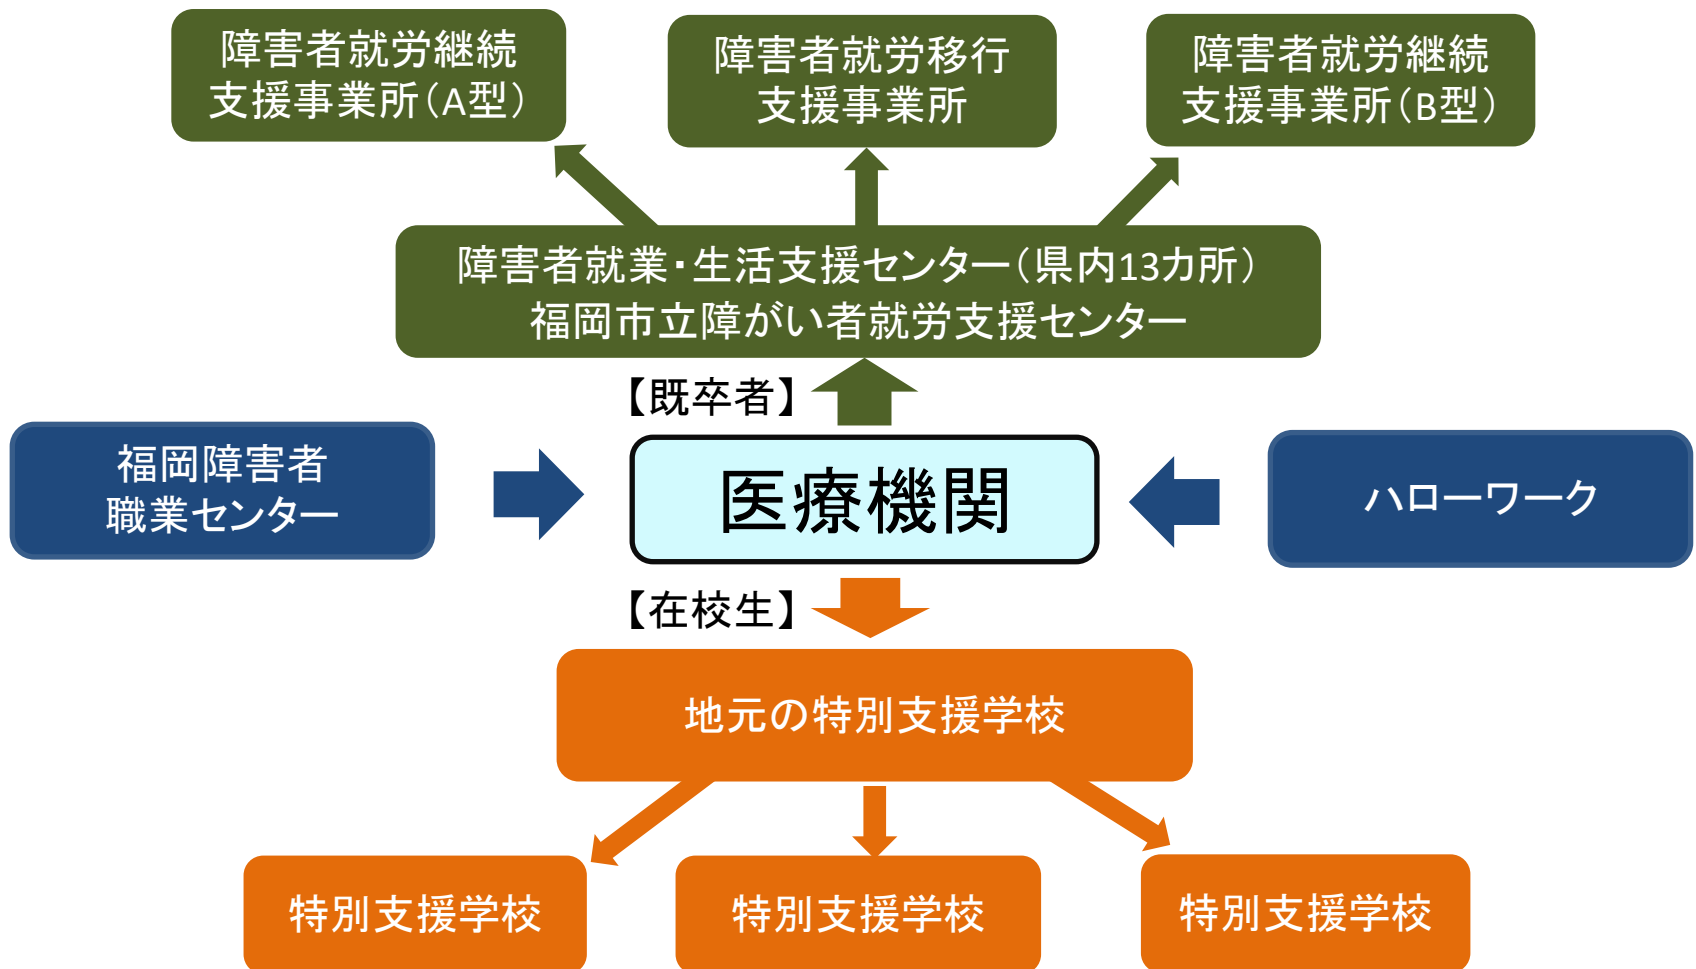 障害者就労継続
支援事業所（A型）
障害者就労移行
支援事業所
障害者就労継続
支援事業所（B型）
障害者就業・生活支援センター（県内13カ所）
福岡市立障がい者就労支援センター
【既卒者】
福岡障害者
職業センター
医療機関
ハローワーク
【在校生】
地元の特別支援学校
特別支援学校
特別支援学校
特別支援学校